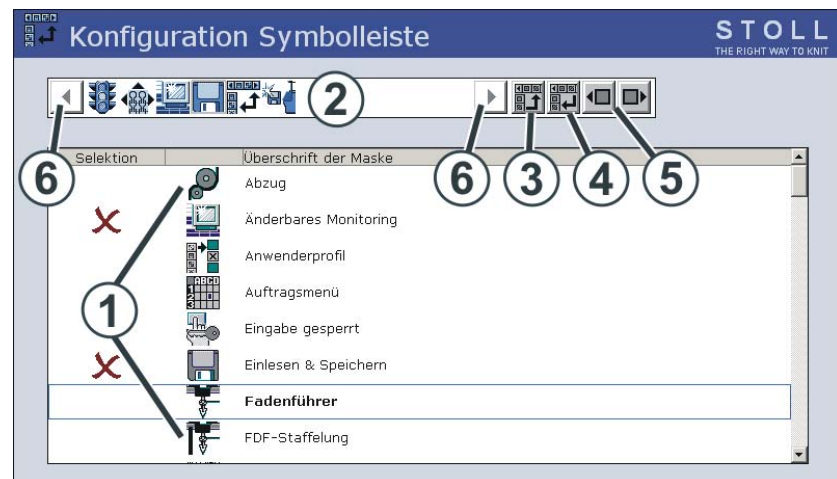 Konfiguration Symbolleiste
STOLL
THE RIGHT WAY TO KNIT
2
6
6
3
4
5
Selektion
Überschrift der Maske
Abzug
Änderbares Monitoring
Anwenderprofil
Auftragsmenü
1
Eingabe gesperrt
Einlesen & Speichern
Fadenführer
FDF-Staffelung